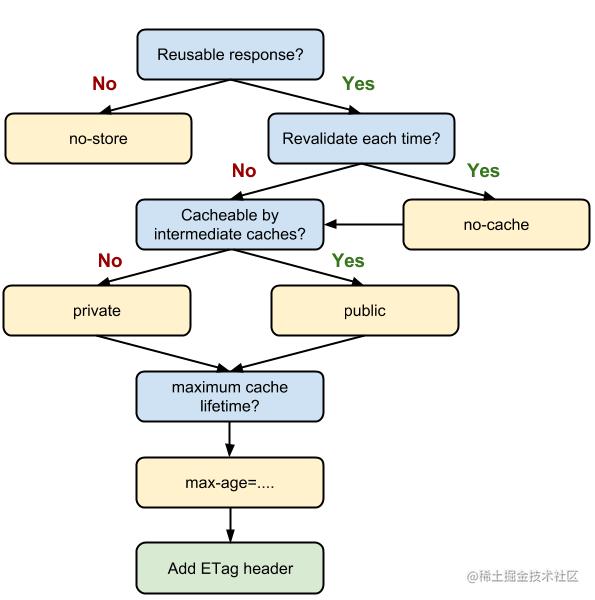 Reusable response?
No
Yes
no-store
Revalidate each time?
No
Yes
Cacheable by
intermediate caches?
no-cache
No
Yes
private
public
maximum cache
lifetime?
max-age=....
Add ETag header
@稀土掘金技术社区